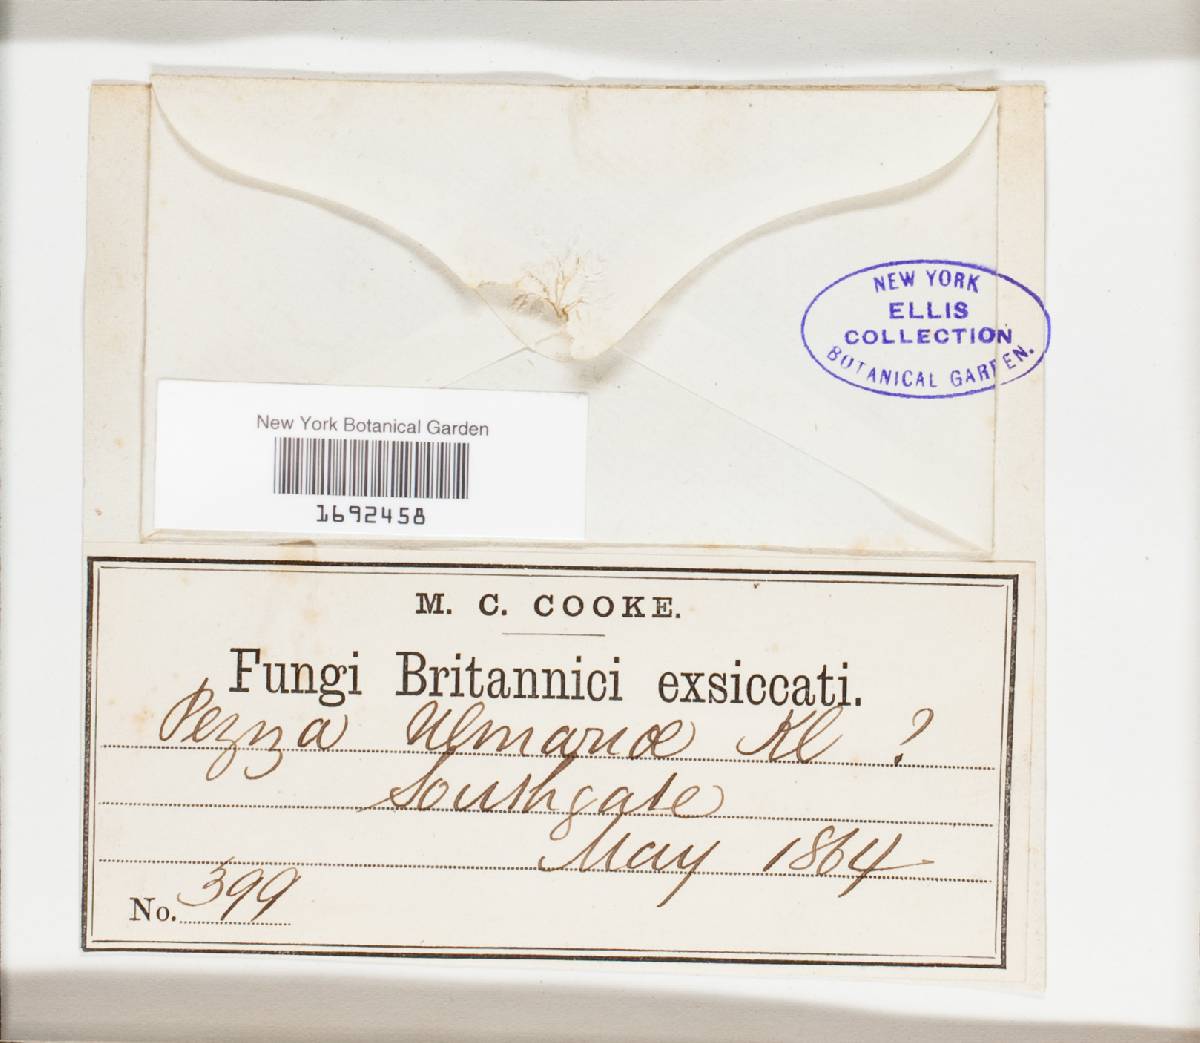 NEW YORK
ELLIS
COLLECTION
BOTANICAL GARDEN.
New York Botanical Garden
1692458
M. C. COOKE.
Fungi Britannici exsiccati.
Pezza Ulmariæ Kl ?
Southgate
May 1864
No. 399